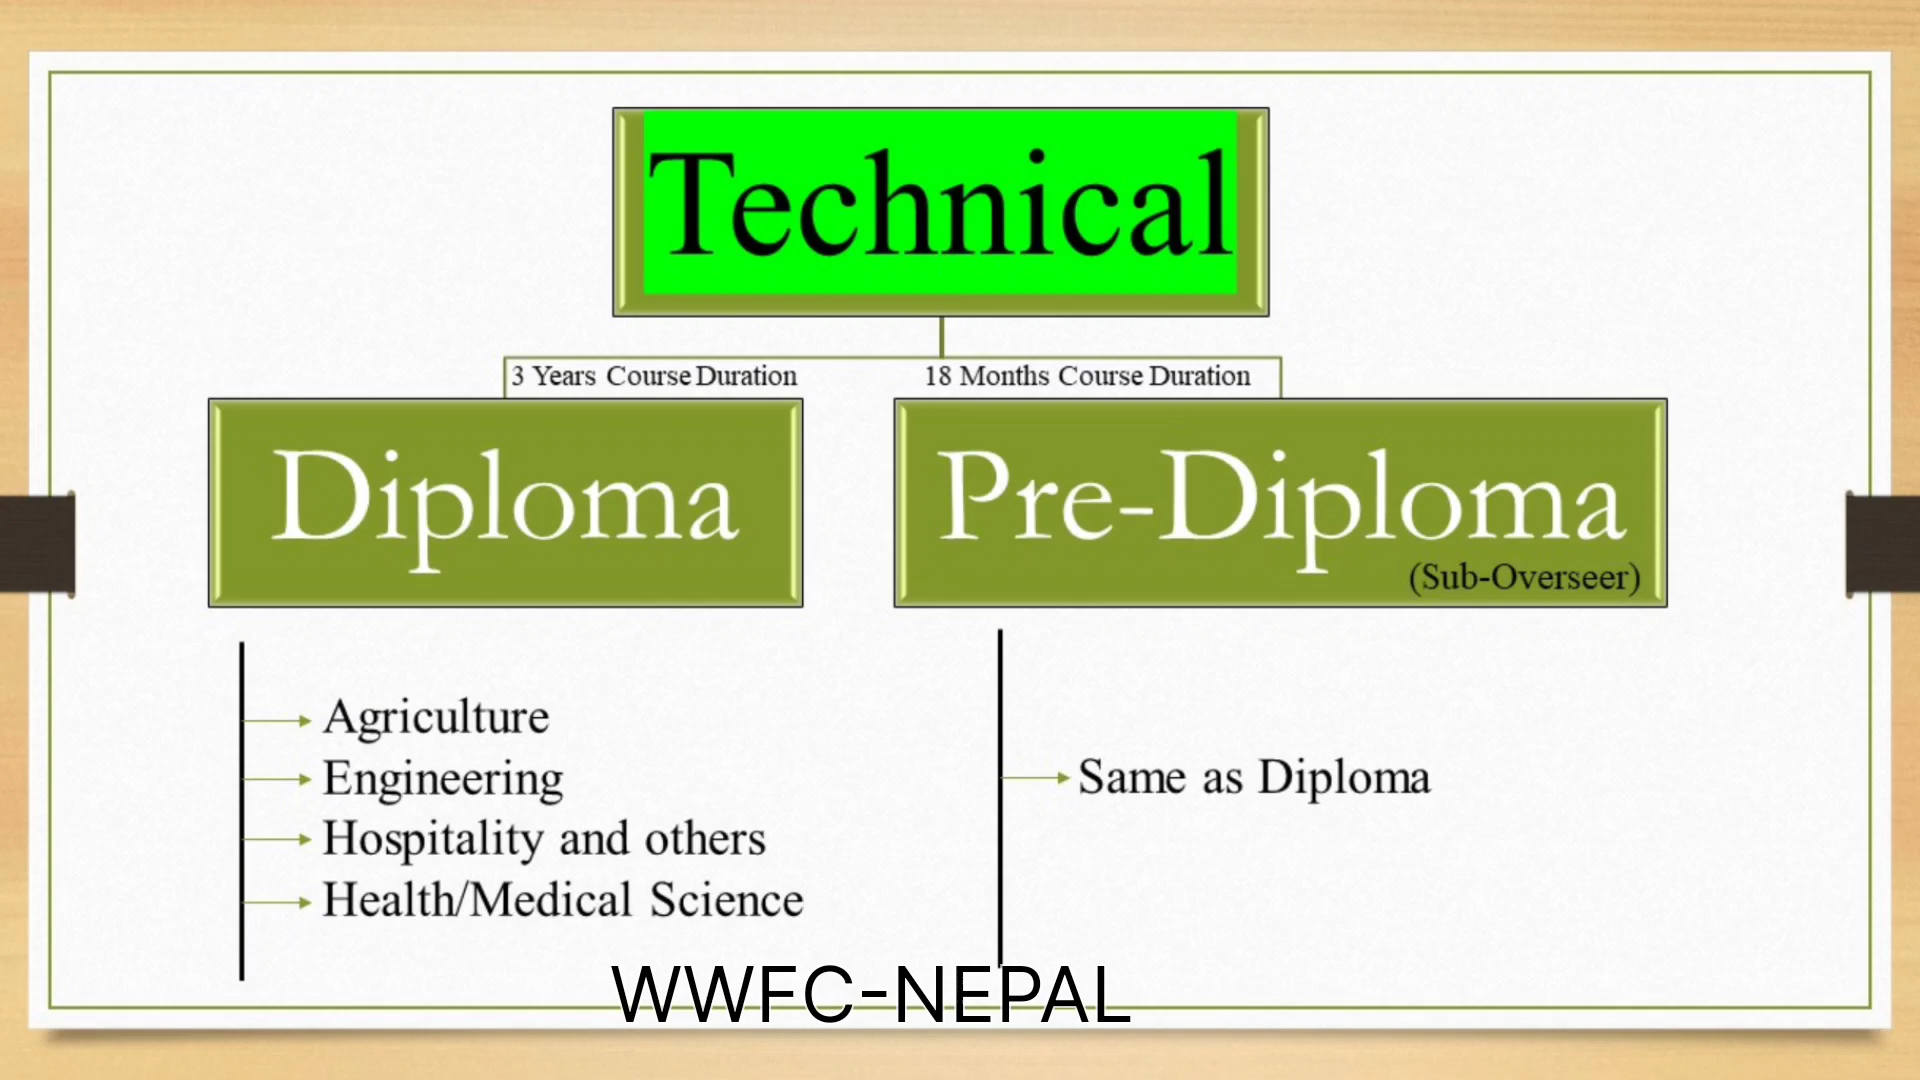 Technical
3 Years Course Duration
18 Months Course Duration
Diploma
Pre-Diploma
(Sub-Overseer)
Agriculture
Engineering
Hospitality and others
Health/Medical Science
Same as Diploma
WWFC-NEPAL